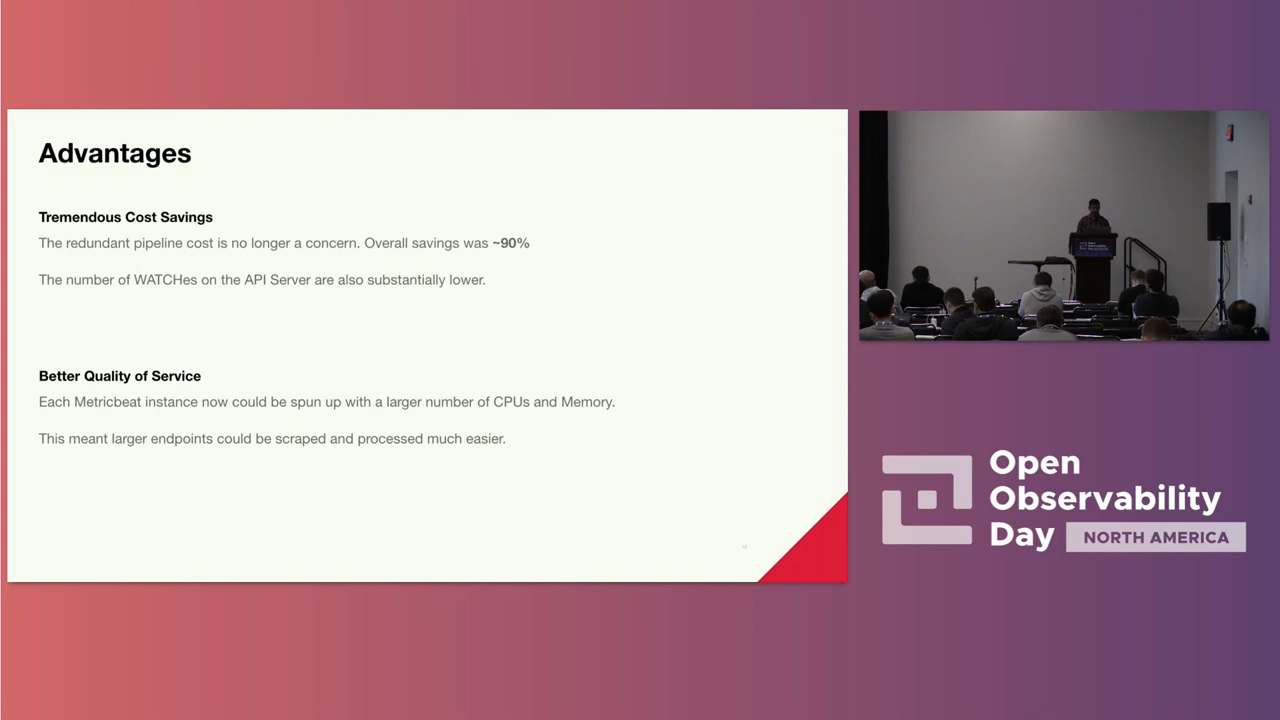 Advantages
Tremendous Cost Savings
The redundant pipeline cost is no longer a concern. Overall savings was ~90%
The number of WATCHes on the API Server are also substantially lower.
Better Quality of Service
Each Metricbeat instance now could be spun up with a larger number of CPUs and Memory.
This meant larger endpoints could be scraped and processed much easier.
Open
Observability
Day NORTH AMERICA